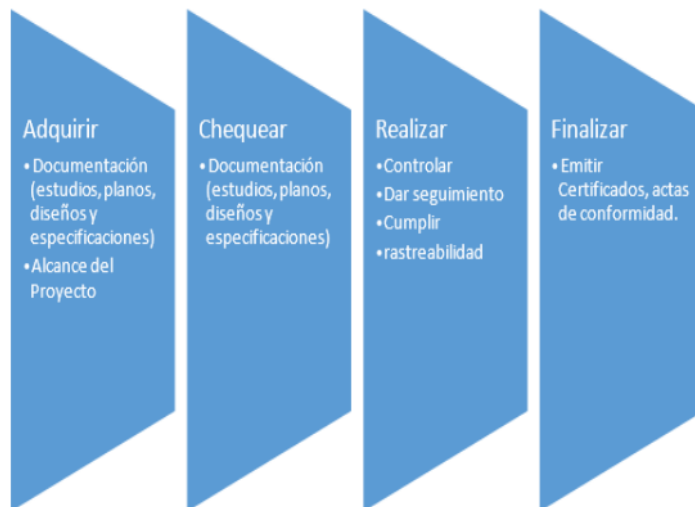 Adquirir
•Documentación
(estudios, planos,
diseños y
especificaciones)
•Alcance del
Proyecto
Chequear
•Documentación
(estudios, planos,
diseños y
especificaciones)
Realizar
•Controlar
•Dar seguimiento
•Cumplir
•rastreabilidad
Finalizar
•Emitir
Certificados, actas
de conformidad.